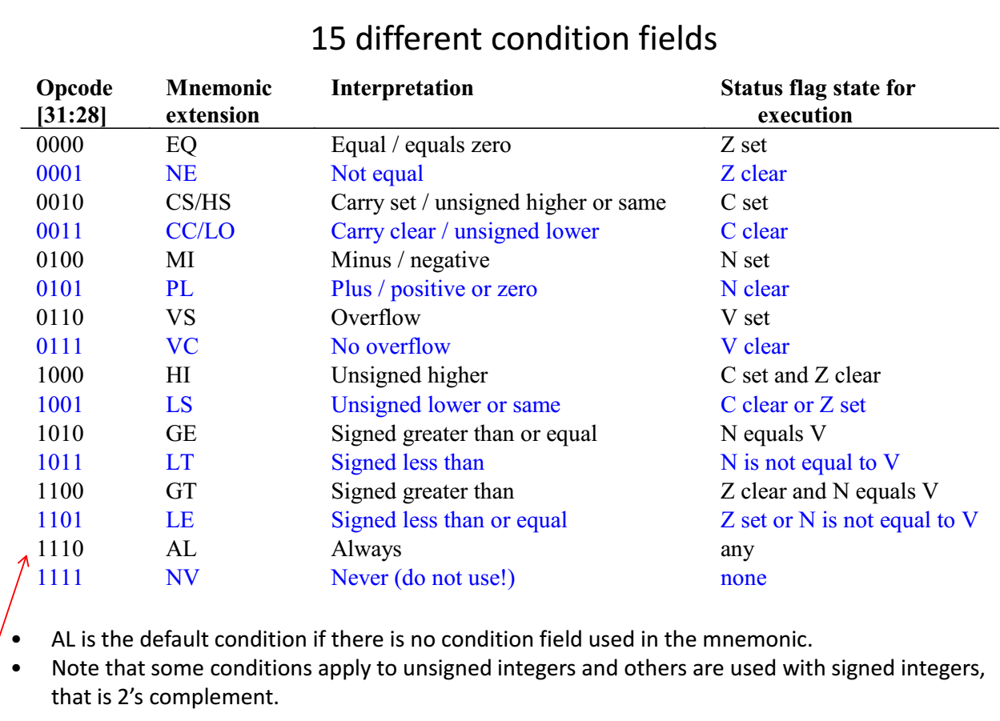 15 different condition fields
Opcode Mnemonic Interpretation Status flag state for
[31:28] extension execution
0000 EQ Equal / equals zero Z set
0001 NE Not equal Z clear
0010 CS/HS Carry set / unsigned higher or same C set
0011 CC/LO Carry clear / unsigned lower C clear
0100 MI Minus / negative N set
0101 PL Plus / positive or zero N clear
0110 VS Overflow V set
0111 VC No overflow V clear
1000 HI Unsigned higher C set and Z clear
1001 LS Unsigned lower or same C clear or Z set
1010 GE Signed greater than or equal N equals V
1011 LT Signed less than N is not equal to V
1100 GT Signed greater than Z clear and N equals V
1101 LE Signed less than or equal Z set or N is not equal to V
1110 AL Always any
1111 NV Never (do not use!) none
• AL is the default condition if there is no condition field used in the mnemonic.
• Note that some conditions apply to unsigned integers and others are used with signed integers,
that is 2’s complement.